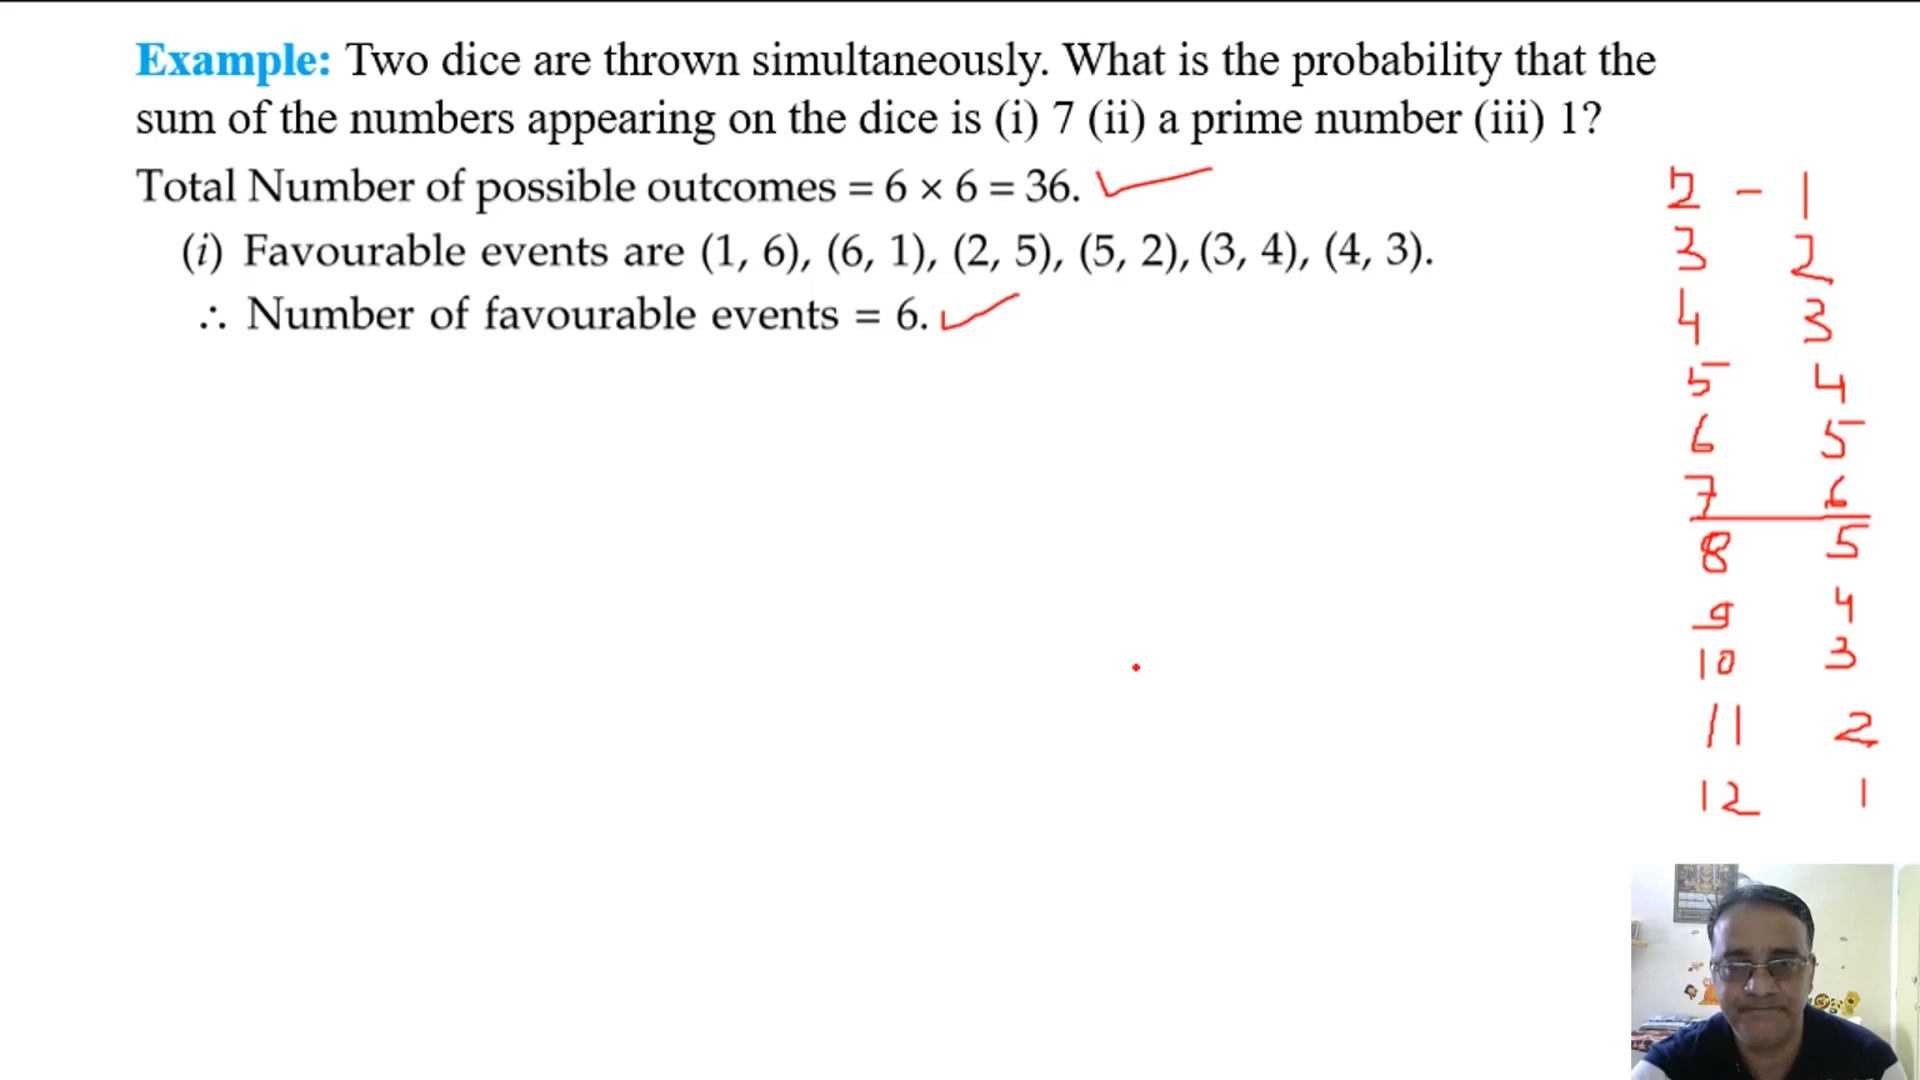 Example: Two dice are thrown simultaneously. What is the probability that the
sum of the numbers appearing on the dice is (i) 7 (ii) a prime number (iii) 1?
Total Number of possible outcomes = 6 × 6 = 36.
(i) Favourable events are (1, 6), (6, 1), (2, 5), (5, 2), (3, 4), (4, 3).
∴ Number of favourable events = 6.
2 - 1
3 2
4 3
5 4
6 5
7 6
8 5
9 4
10 3
11 2
12 1